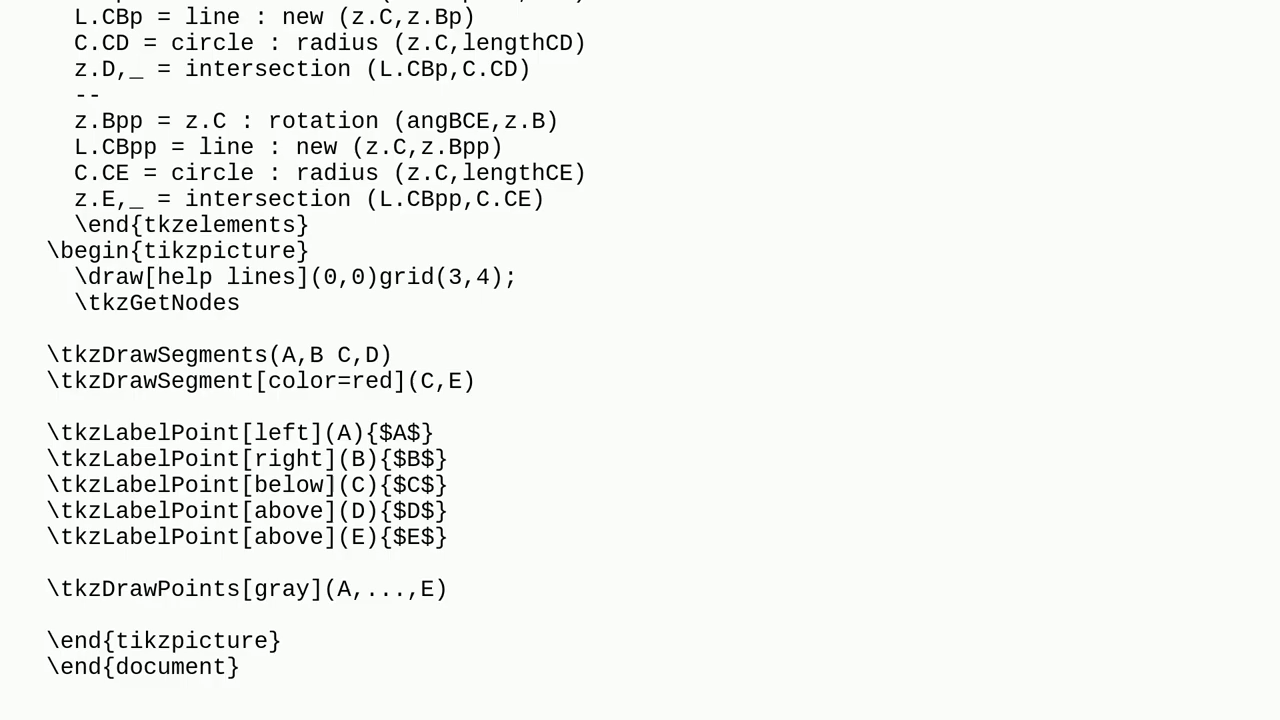 L.CBp = line : new (z.C,z.Bp)
C.CD = circle : radius (z.C,lengthCD)
z.D,_ = intersection (L.CBp,C.CD)
--
z.Bpp = z.C : rotation (angBCE,z.B)
L.CBpp = line : new (z.C,z.Bpp)
C.CE = circle : radius (z.C,lengthCE)
z.E,_ = intersection (L.CBpp,C.CE)
\end{tkzelements}
\begin{tikzpicture}
\draw[help lines](0,0)grid(3,4);
\tkzGetNodes
\tkzDrawSegments(A,B C,D)
\tkzDrawSegment[color=red](C,E)
\tkzLabelPoint[left](A){$A$}
\tkzLabelPoint[right](B){$B$}
\tkzLabelPoint[below](C){$C$}
\tkzLabelPoint[above](D){$D$}
\tkzLabelPoint[above](E){$E$}
\tkzDrawPoints[gray](A,...,E)
\end{tikzpicture}
\end{document}